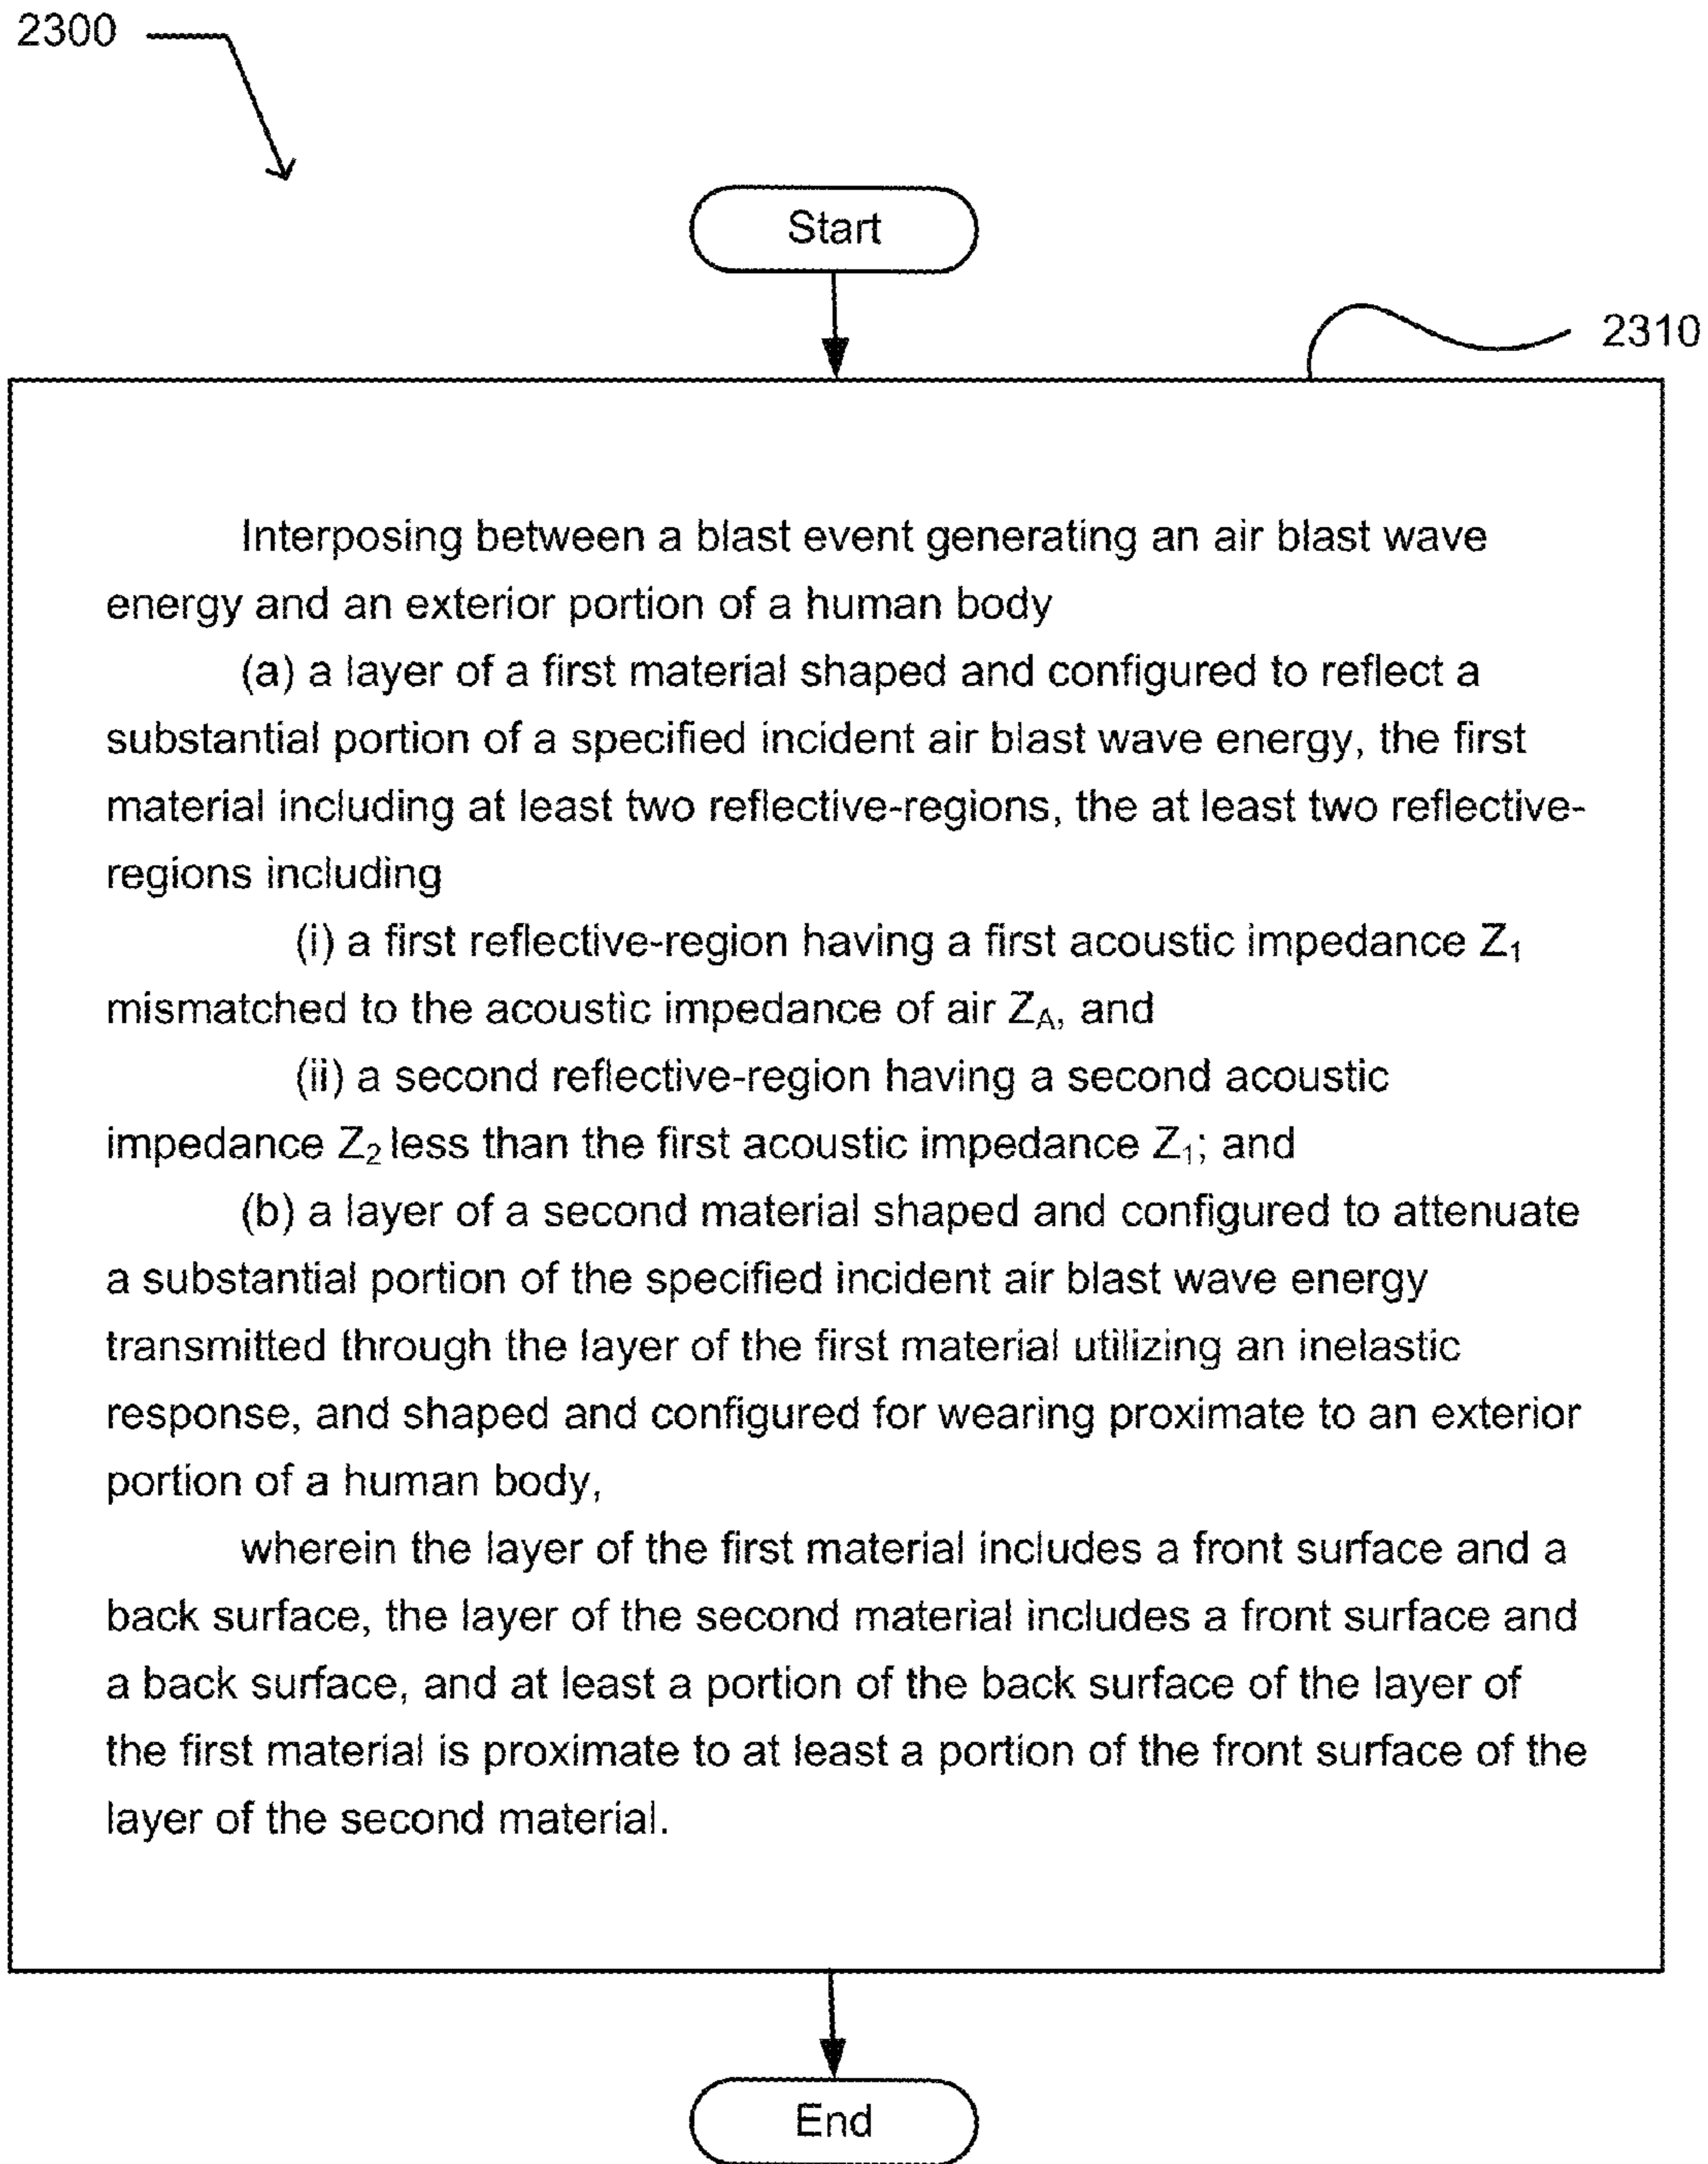 2300
Start
2310
Interposing between a blast event generating an air blast wave
energy and an exterior portion of a human body
(a) a layer of a first material shaped and configured to reflect a
substantial portion of a specified incident air blast wave energy, the first
material including at least two reflective-regions, the at least two reflective-
regions including
(i) a first reflective-region having a first acoustic impedance Z₁
mismatched to the acoustic impedance of air Z_A, and
(ii) a second reflective-region having a second acoustic
impedance Z₂ less than the first acoustic impedance Z₁; and
(b) a layer of a second material shaped and configured to attenuate
a substantial portion of the specified incident air blast wave energy
transmitted through the layer of the first material utilizing an inelastic
response, and shaped and configured for wearing proximate to an exterior
portion of a human body,
wherein the layer of the first material includes a front surface and a
back surface, the layer of the second material includes a front surface and
a back surface, and at least a portion of the back surface of the layer of
the first material is proximate to at least a portion of the front surface of the
layer of the second material.
End